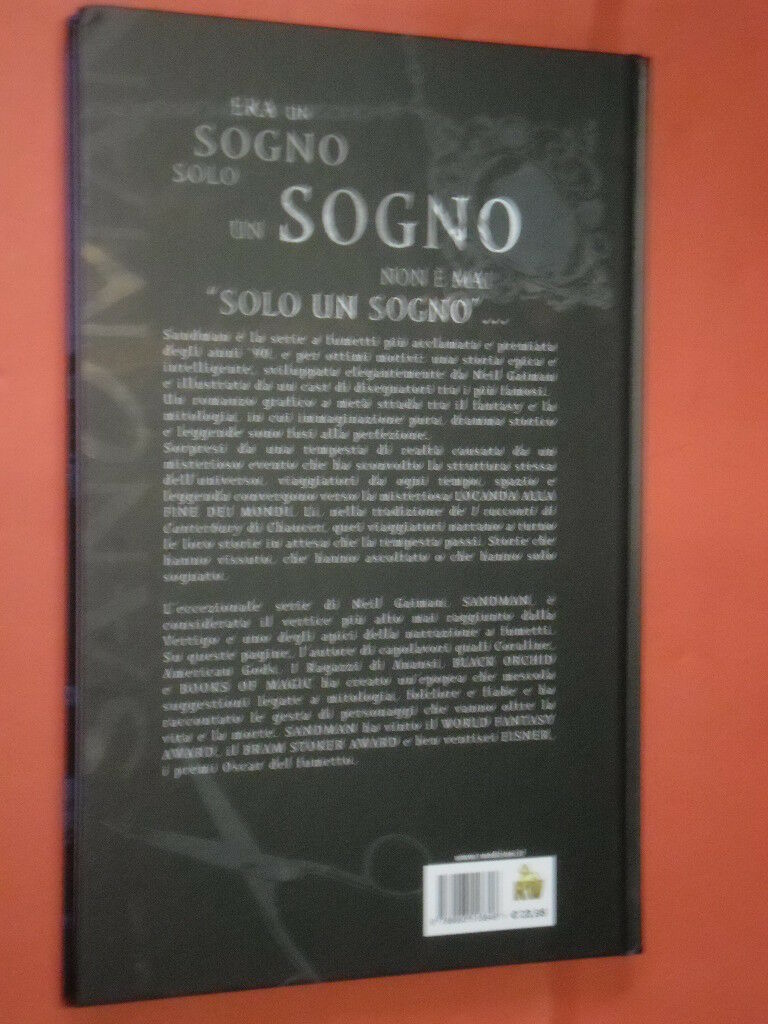 ERA UN
SOGNO
SOLO
UN SOGNO
NON È MAI
"SOLO UN SOGNO"...
Sandman è la serie a fumetti più acclamata e premiata
degli anni '90, e per ottimi motivi: una storia epica e
intelligente, sviluppata elegantemente da Neil Gaiman
e illustrata da un cast di disegnatori tra i più famosi.
Un romanzo grafico a metà strada tra il fantasy e la
mitologia, in cui immaginazione pura, dramma storico
e leggende sono fusi alla perfezione.
Sorpresi da una tempesta di realtà causata da un
misterioso evento che ha sconvolto la struttura stessa
dell'universo, viaggiatori da ogni tempo, spazio e
leggenda convergono verso la misteriosa LOCANDA ALLA
FINE DEI MONDI. Lì, nella tradizione de I racconti di
Canterbury di Chaucer, quei viaggiatori narrano a turno
le loro storie in attesa che la tempesta passi. Storie che
hanno vissuto, che hanno ascoltato o che hanno solo
sognato.
L'eccezionale serie di Neil Gaiman, SANDMAN, è
considerata il vertice più alto mai raggiunto dalla
Vertigo e uno degli apici della narrazione a fumetti.
Su queste pagine, l'autore di capolavori quali Coraline,
American Gods, I Ragazzi di Anansi, BLACK ORCHID
e BOOKS OF MAGIC ha creato un'epopea che mescola
suggestioni legate a mitologia, folclore e fiabe e ha
raccontato le gesta di personaggi che vanno oltre la
vita e la morte. SANDMAN ha vinto il WORLD FANTASY
AWARD, il BRAM STOKER AWARD e ben ventisei EISNER,
i premi Oscar del fumetto.
SANDMAN
RW